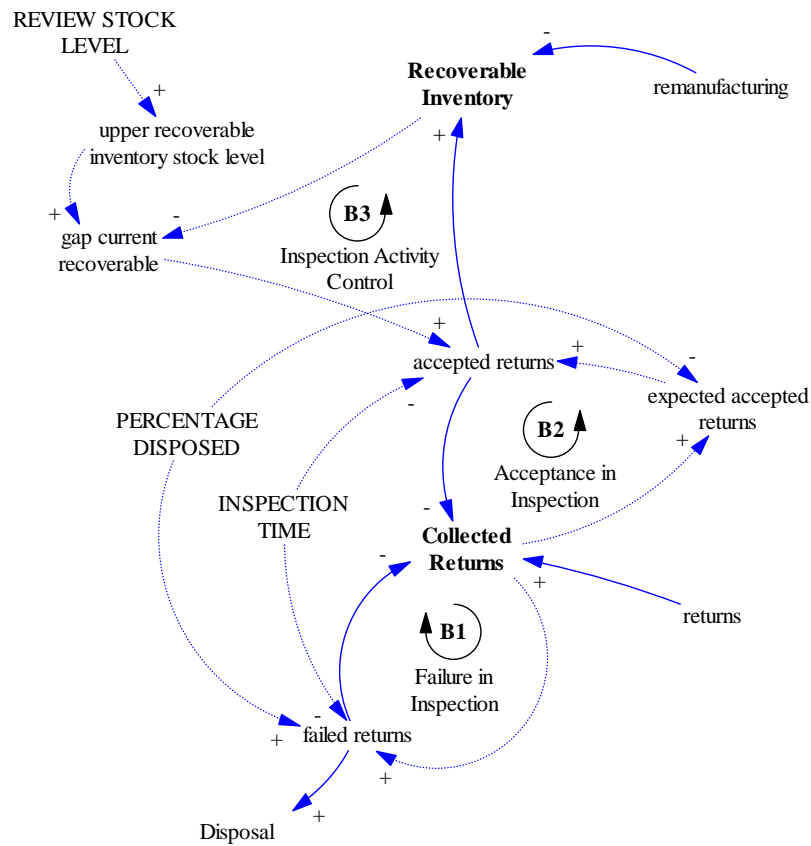 REVIEW STOCK
LEVEL
-
Recoverable
Inventory
remanufacturing
+
upper recoverable
inventory stock level
+
+
-
B3
gap current
recoverable
Inspection Activity
Control
+
+
-
accepted returns
expected accepted
returns
-
PERCENTAGE
DISPOSED
B2
+
Acceptance in
Inspection
INSPECTION
TIME
-
Collected
Returns
-
+
returns
B1
Failure in
Inspection
-
+
failed returns
+
+
Disposal